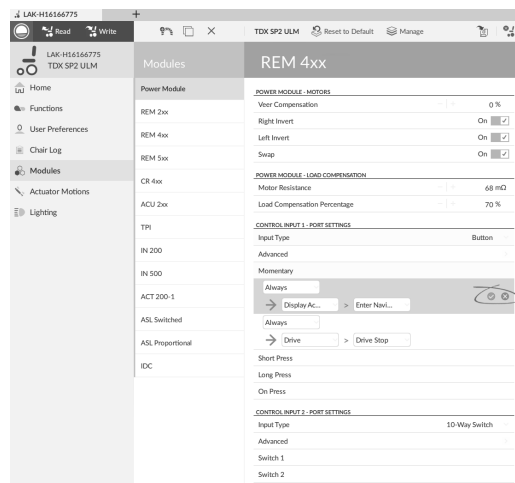 LAK-H16166775
Read
Write
TDX SP2 ULM
Reset to Default
Manage
LAK-H16166775
TDX SP2 ULM
Home
Functions
User Preferences
Chair Log
Modules
Actuator Motions
Lighting
Modules
Power Module
REM 2xx
REM 4xx
REM 5xx
CR 4xx
ACU 2xx
TPI
IN 200
IN 500
ACT 200-1
ASL Switched
ASL Proportional
IDC
REM 4xx
POWER MODULE - MOTORS
Veer Compensation 0 %
Right Invert On
Left Invert On
Swap On
POWER MODULE - LOAD COMPENSATION
Motor Resistance 68 mΩ
Load Compensation Percentage 70 %
CONTROL INPUT 1 - PORT SETTINGS
Input Type Button
Advanced
Momentary
Always
Display Ac... > Enter Navi...
Always
Drive > Drive Stop
Short Press
Long Press
On Press
CONTROL INPUT 2 - PORT SETTINGS
Input Type 10-Way Switch
Advanced
Switch 1
Switch 2